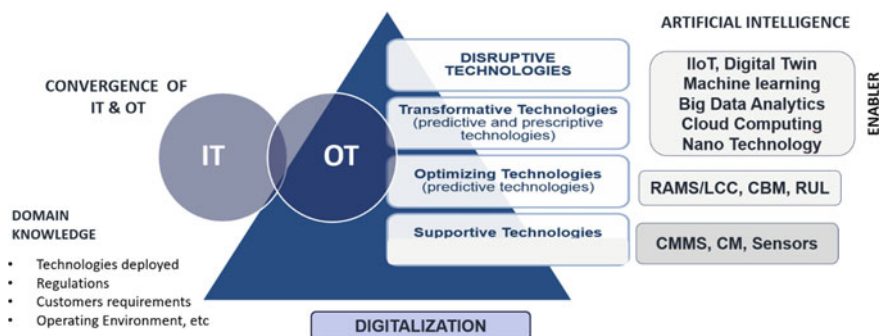 CONVERGENCE OF
IT & OT
IT
OT
DOMAIN
KNOWLEDGE
• Technologies deployed
• Regulations
• Customers requirements
• Operating Environment, etc
DISRUPTIVE
TECHNOLOGIES
Transformative Technologies
(predictive and prescriptive
technologies)
Optimizing Technologies
(predictive technologies)
Supportive Technologies
DIGITALIZATION
ARTIFICIAL INTELLIGENCE
IIoT, Digital Twin
Machine learning
Big Data Analytics
Cloud Computing
Nano Technology
ENABLER
RAMS/LCC, CBM, RUL
CMMS, CM, Sensors